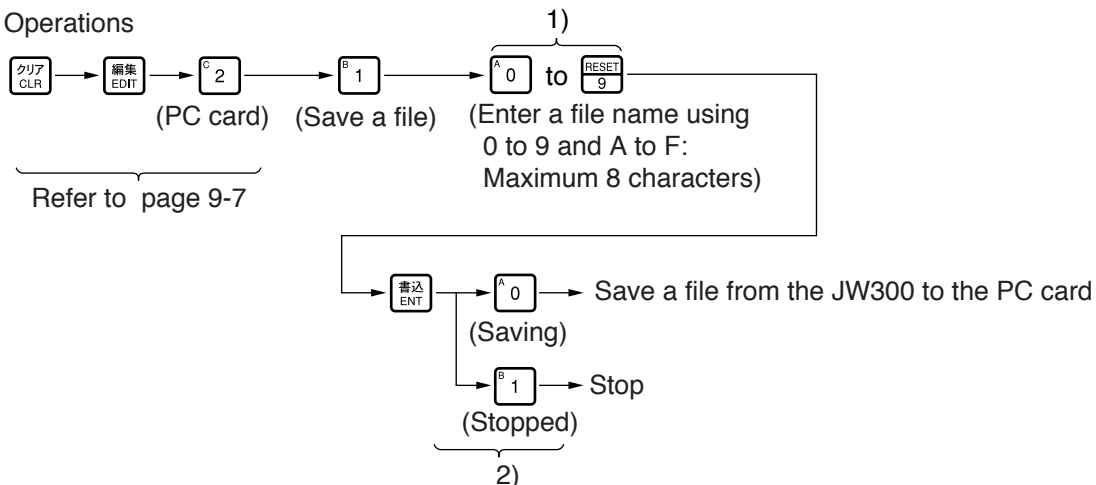 Operations
1)
クリア CLR
編集 EDIT
C 2
B 1
A 0 to RESET 9
(PC card)
(Save a file)
(Enter a file name using
0 to 9 and A to F:
Maximum 8 characters)
Refer to page 9-7
書込 ENT
A 0
Save a file from the JW300 to the PC card
(Saving)
B 1
Stop
(Stopped)
2)